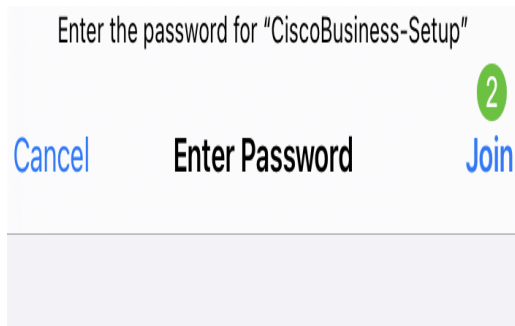 Enter the password for “CiscoBusiness-Setup”
2
Cancel Enter Password Join